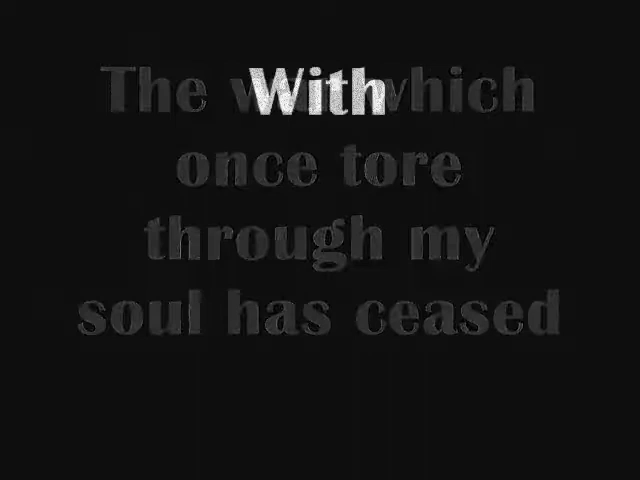 With
The which
once tore
through my
soul has ceased